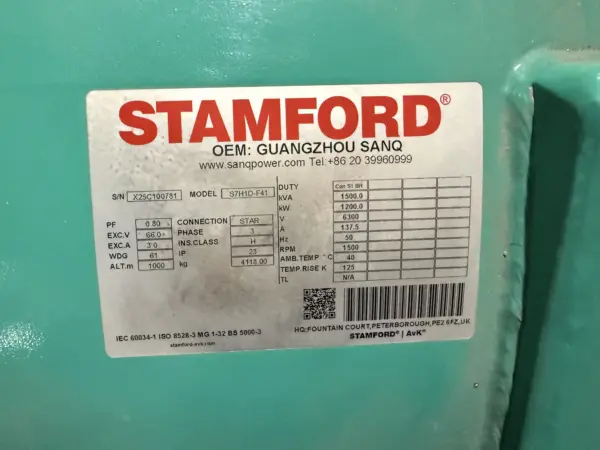 STAMFORD®
OEM: GUANGZHOU SANQ
www.sanqpower.com Tel:+86 20 39960999
S/N X25C100781 MODEL S7H1D-F41
PF 0.80 CONNECTION STAR
EXC.V 66.0 PHASE 3
EXC.A 3.0 INS.CLASS H
WDG 61 IP 23
ALT.m 1000 kg 4118.00
DUTY Con S1 BR
kVA 1500.0
kW 1200.0
V 6300
A 137.5
Hz 50
RPM 1500
AMB.TEMP °C 40
TEMP.RISE K 125
TL N/A
IEC 60034-1 ISO 8528-3 MG 1-32 BS 5000-3
stamford-avk.com
HQ:FOUNTAIN COURT,PETERBOROUGH,PE2 6FZ,UK
STAMFORD® | AvK®